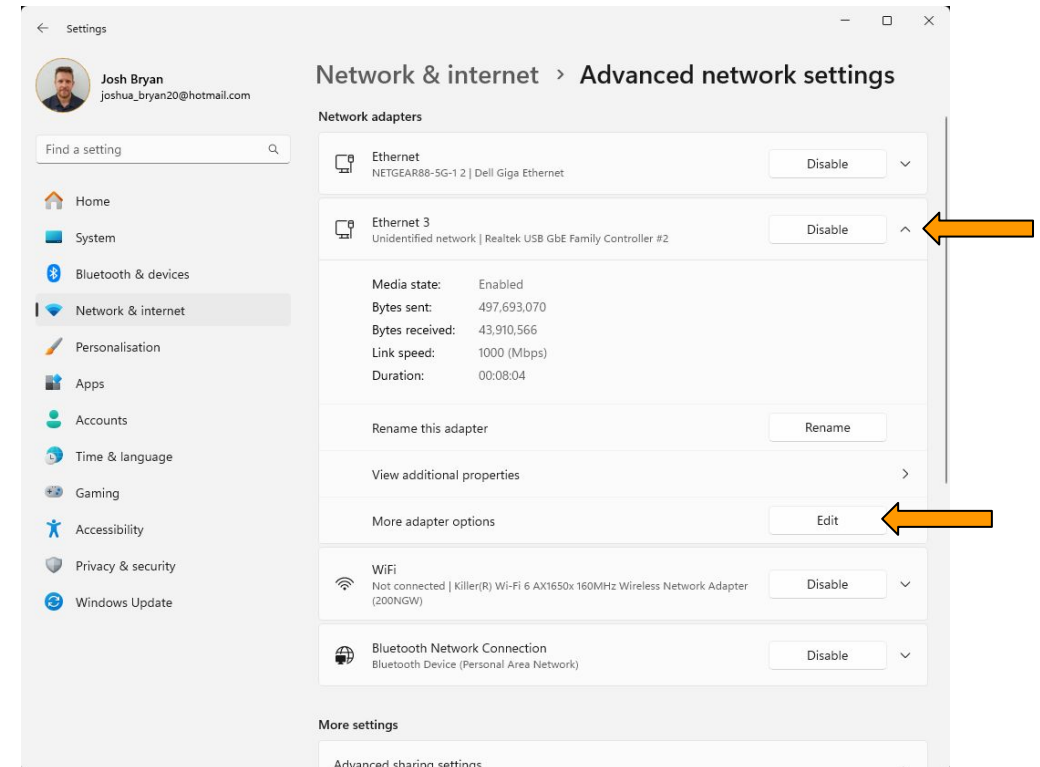 Settings
Josh Bryan
joshua_bryan20@hotmail.com
Find a setting
Home
System
Bluetooth & devices
Network & internet
Personalisation
Apps
Accounts
Time & language
Gaming
Accessibility
Privacy & security
Windows Update
Network & internet > Advanced network settings
Network adapters
Ethernet
NETGEAR88-5G-1 2 | Dell Giga Ethernet
Disable
Ethernet 3
Unidentified network | Realtek USB GbE Family Controller #2
Disable
Media state: Enabled
Bytes sent: 497,693,070
Bytes received: 43,910,566
Link speed: 1000 (Mbps)
Duration: 00:08:04
Rename this adapter
Rename
View additional properties
More adapter options
Edit
WiFi
Not connected | Killer(R) Wi-Fi 6 AX1650x 160MHz Wireless Network Adapter
(200NGW)
Disable
Bluetooth Network Connection
Bluetooth Device (Personal Area Network)
Disable
More settings
Advanced sharing settings